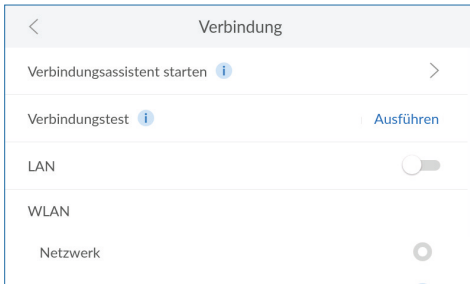 Verbindung
Verbindungsassistent starten i
Verbindungstest i Ausführen
LAN
WLAN
Netzwerk